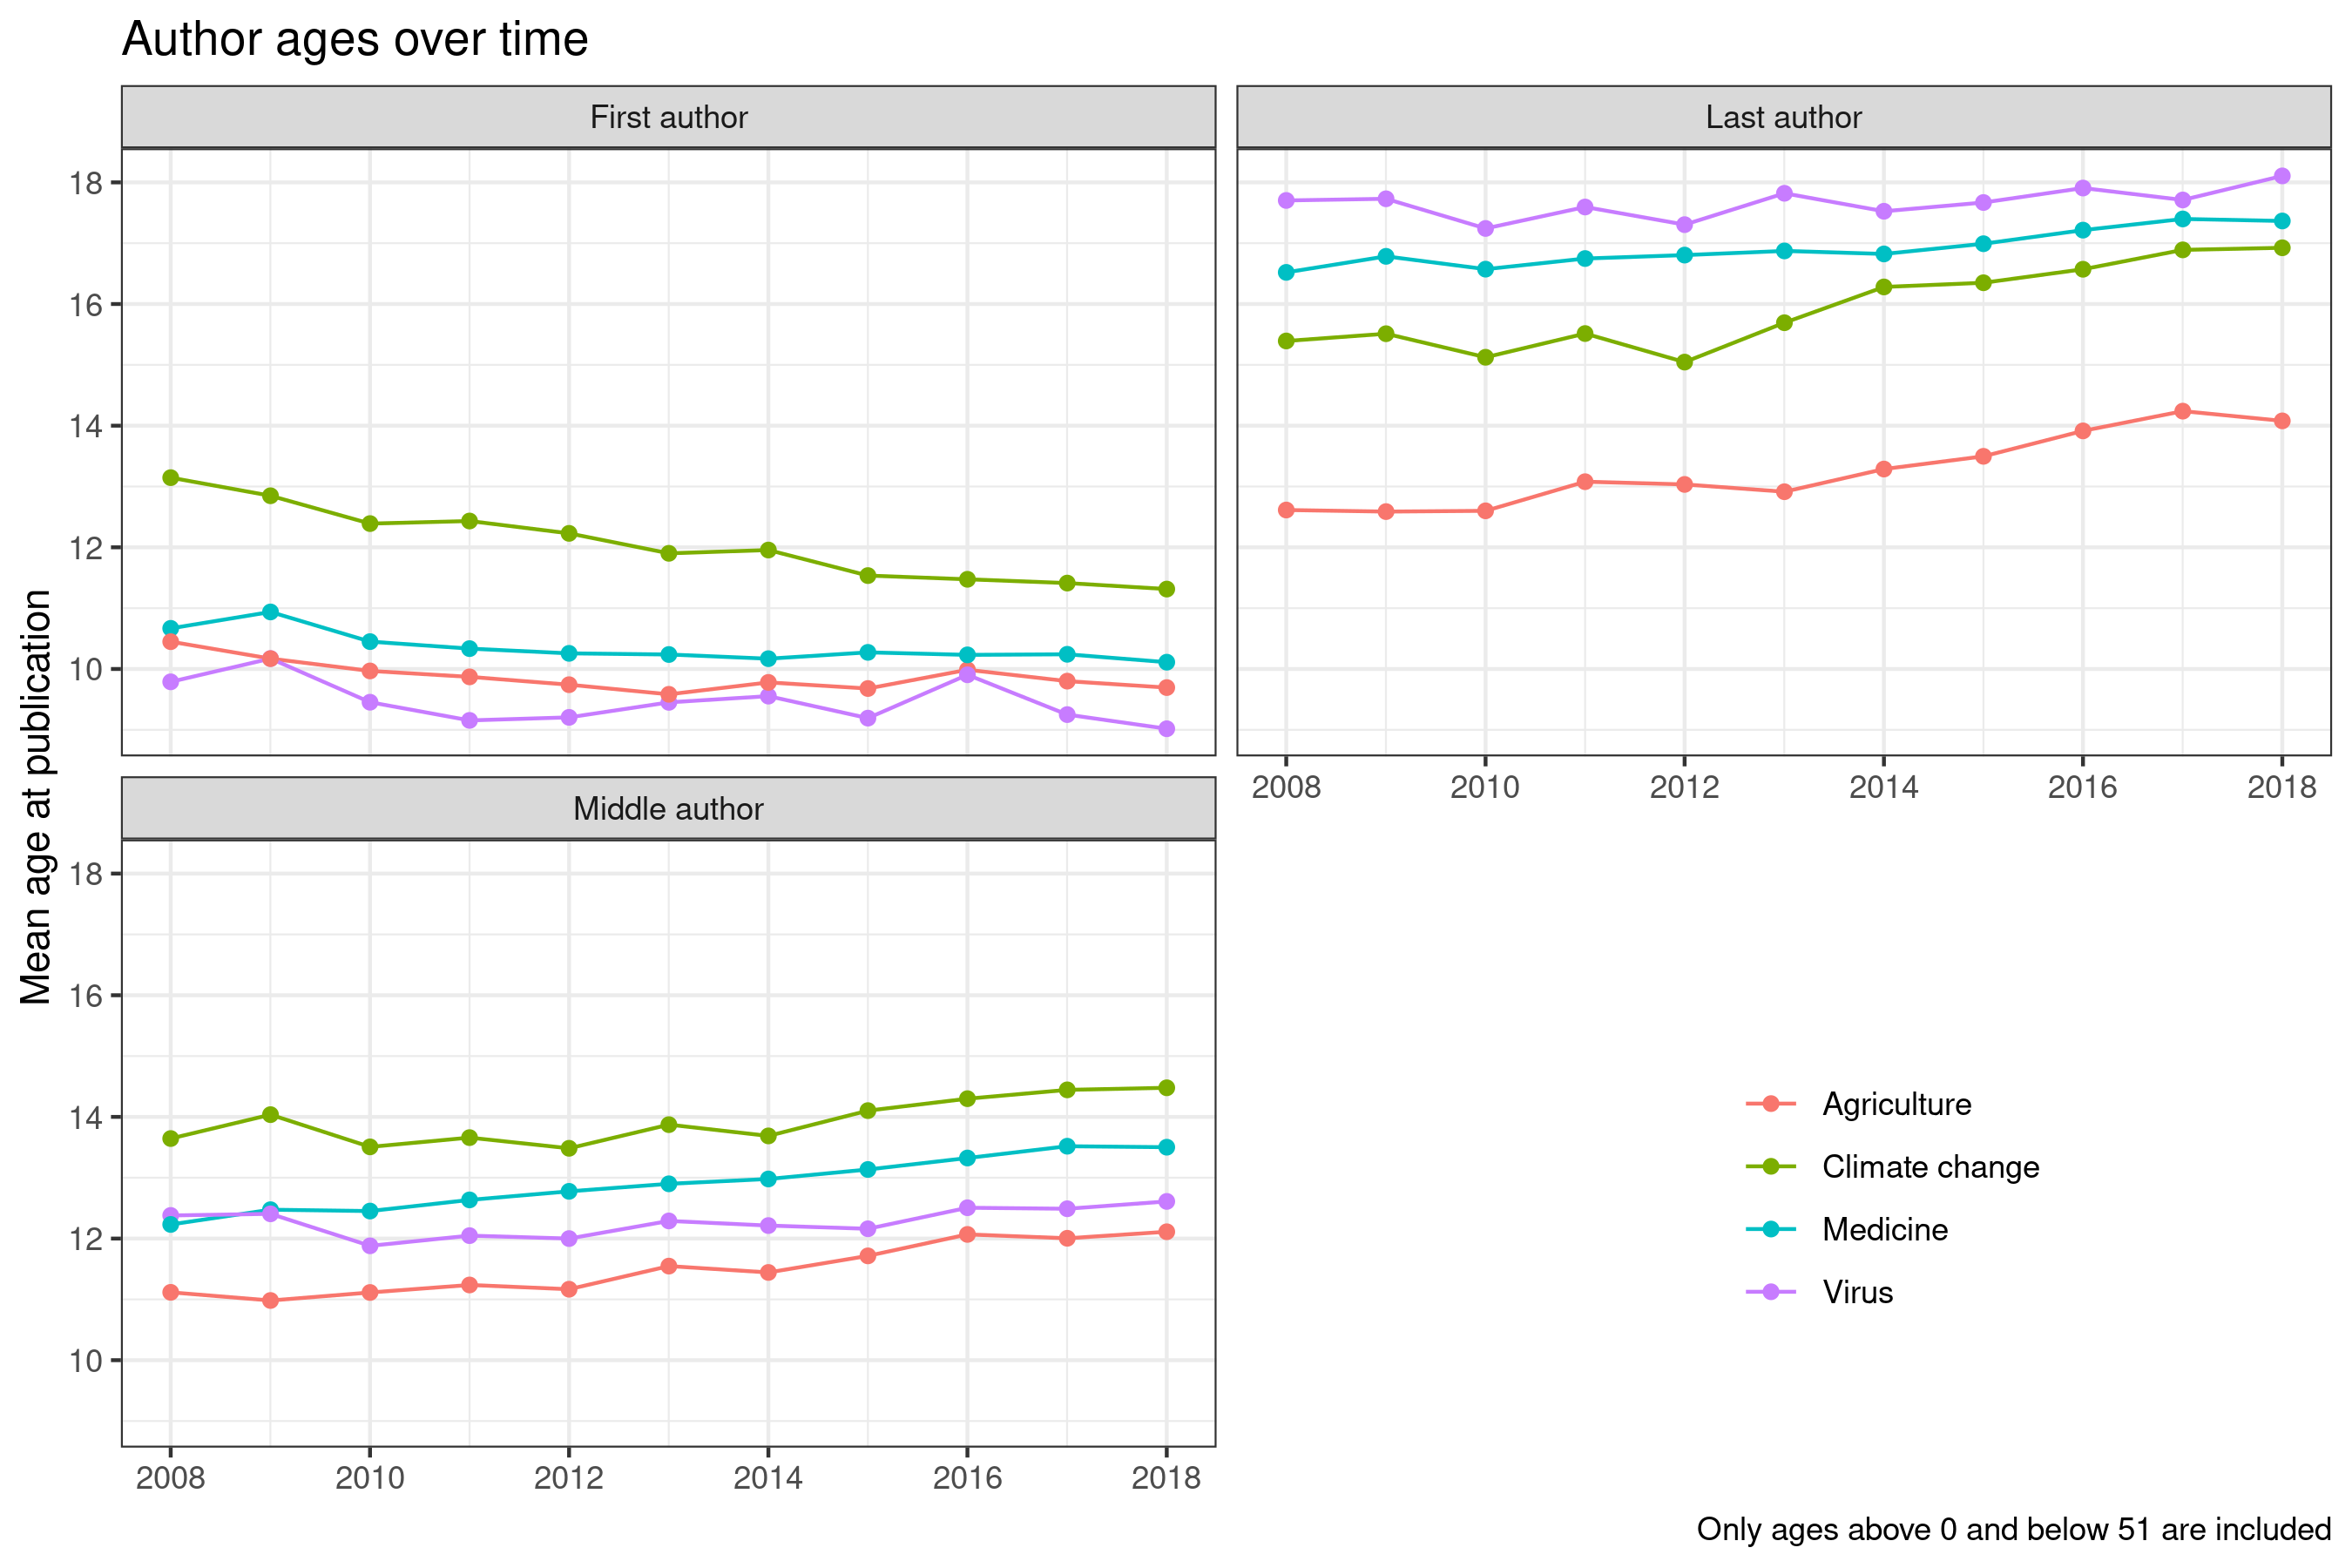 Author ages over time
First author
Last author
Mean age at publication
18
16
14
12
10
2008 2010 2012 2014 2016 2018
Middle author
18
16
14
12
10
2008 2010 2012 2014 2016 2018
Agriculture
Climate change
Medicine
Virus
Only ages above 0 and below 51 are included